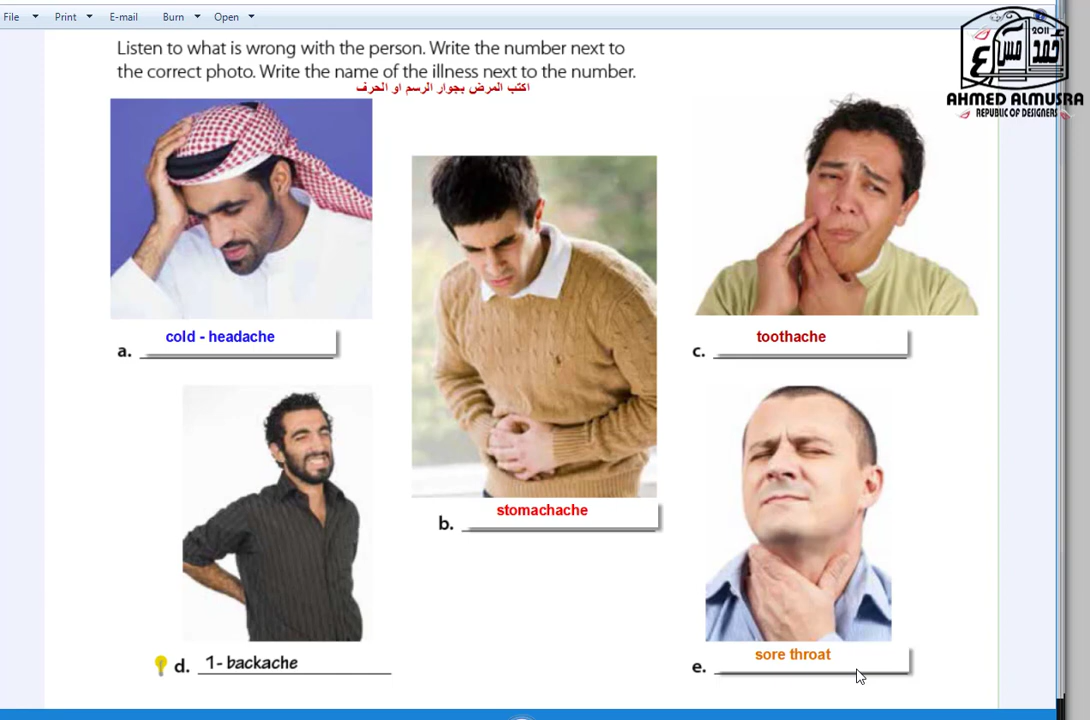 File Print E-mail Burn Open
Listen to what is wrong with the person. Write the number next to
the correct photo. Write the name of the illness next to the number.
اكتب المرض بجوار الرسم او الحرف
2011
أحمد
ع
AHMED ALMUSRA
REPUBLIC OF DESIGNERS
cold - headache
a.
toothache
c.
stomachache
b.
d. 1- backache
sore throat
e.